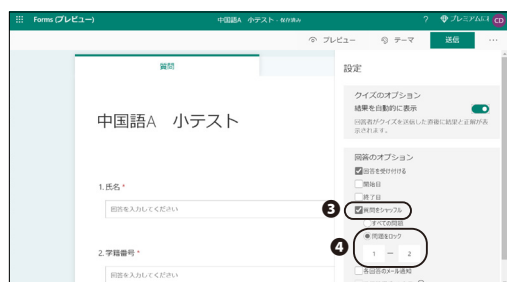 Forms (プレビュー)
中国語A 小テスト - 保存済み
?
プレミアムに
CD
プレビュー
テーマ
送信
質問
設定
クイズのオプション
結果を自動的に表示
回答者がクイズを送信した直後に結果と正解が表示されます。
中国語A 小テスト
回答のオプション
回答を受け付ける
開始日
終了日
1. 氏名 *
回答を入力してください
❸
質問をシャッフル
すべての問題
❹
問題をロック
1 — 2
2. 学籍番号 *
各回答のメール通知
回答を入力してください